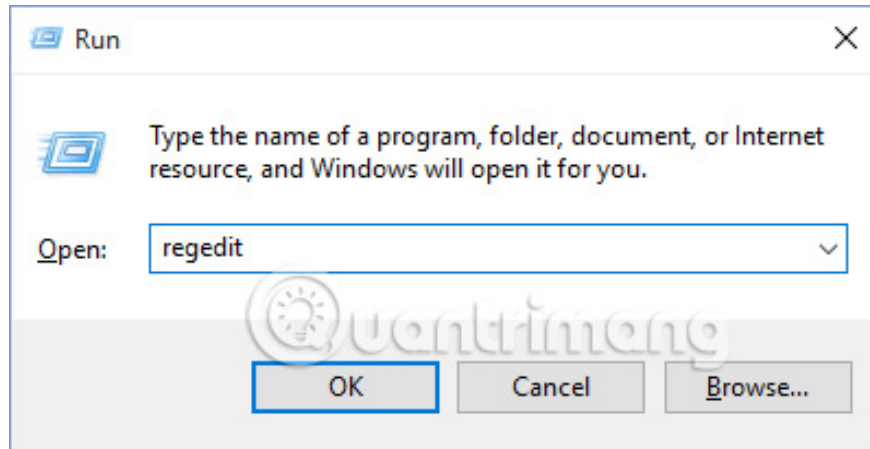 Run
Type the name of a program, folder, document, or Internet
resource, and Windows will open it for you.
Open: regedit
Quantrimang
OK Cancel Browse...